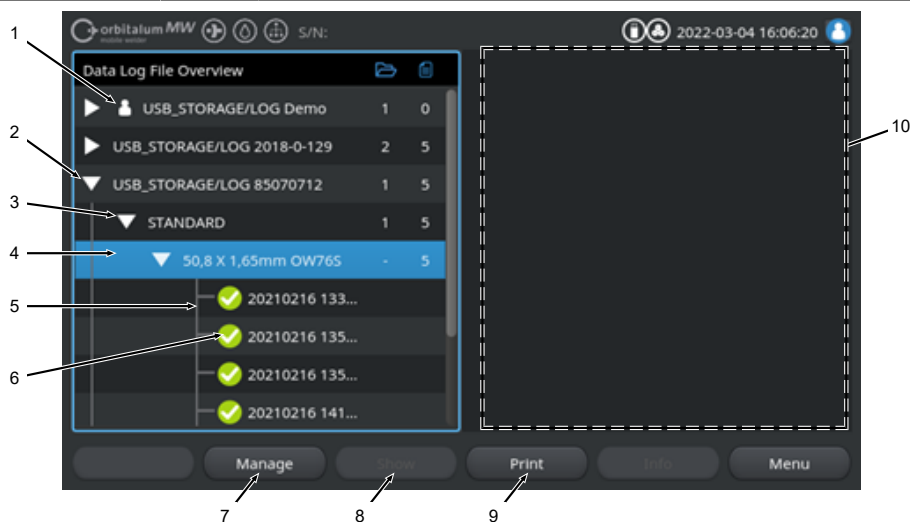 orbitalum MW S/N: 2022-03-04 16:06:20
mobile welder
Data Log File Overview
USB_STORAGE/LOG Demo 1 0
USB_STORAGE/LOG 2018-0-129 2 5
USB_STORAGE/LOG 85070712 1 5
STANDARD 1 5
50,8 X 1,65mm OW76S - 5
20210216 133...
20210216 135...
20210216 135...
20210216 141...
Manage Show Print Info Menu
1
2
3
4
5
6
7 8 9
10